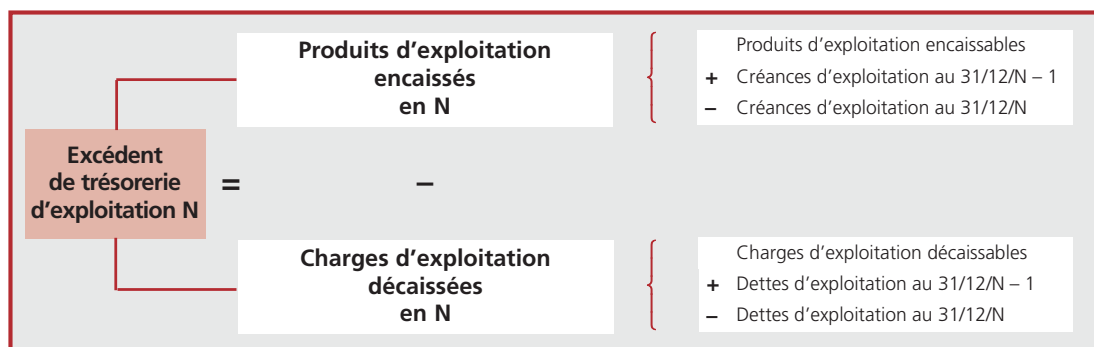 Produits d'exploitation
encaissés
en N
Produits d'exploitation encaissables
+ Créances d'exploitation au 31/12/N – 1
– Créances d'exploitation au 31/12/N
Excédent
de trésorerie
d'exploitation N
=
–
Charges d'exploitation
décaissées
en N
Charges d'exploitation décaissables
+ Dettes d'exploitation au 31/12/N – 1
– Dettes d'exploitation au 31/12/N